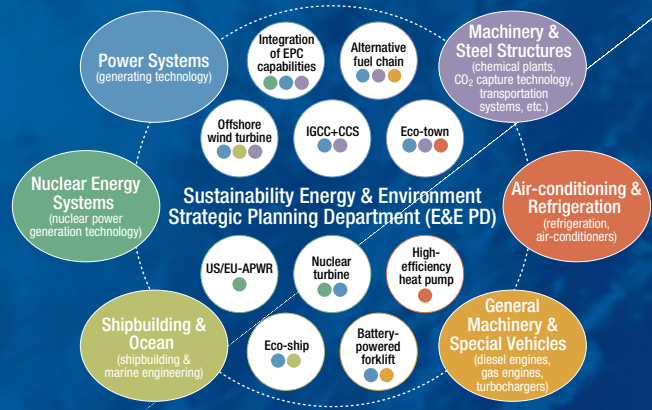 Power Systems
(generating technology)
Integration
of EPC
capabilities
Alternative
fuel chain
Machinery &
Steel Structures
(chemical plants,
CO2 capture technology,
transportation
systems, etc.)
Offshore
wind turbine
IGCC+CCS
Eco-town
Nuclear Energy
Systems
(nuclear power
generation technology)
Sustainability Energy & Environment
Strategic Planning Department (E&E PD)
Air-conditioning &
Refrigeration
(refrigeration,
air-conditioners)
US/EU-APWR
Nuclear
turbine
High-
efficiency
heat pump
Shipbuilding &
Ocean
(shipbuilding &
marine engineering)
Eco-ship
Battery-
powered
forklift
General
Machinery &
Special Vehicles
(diesel engines,
gas engines,
turbochargers)